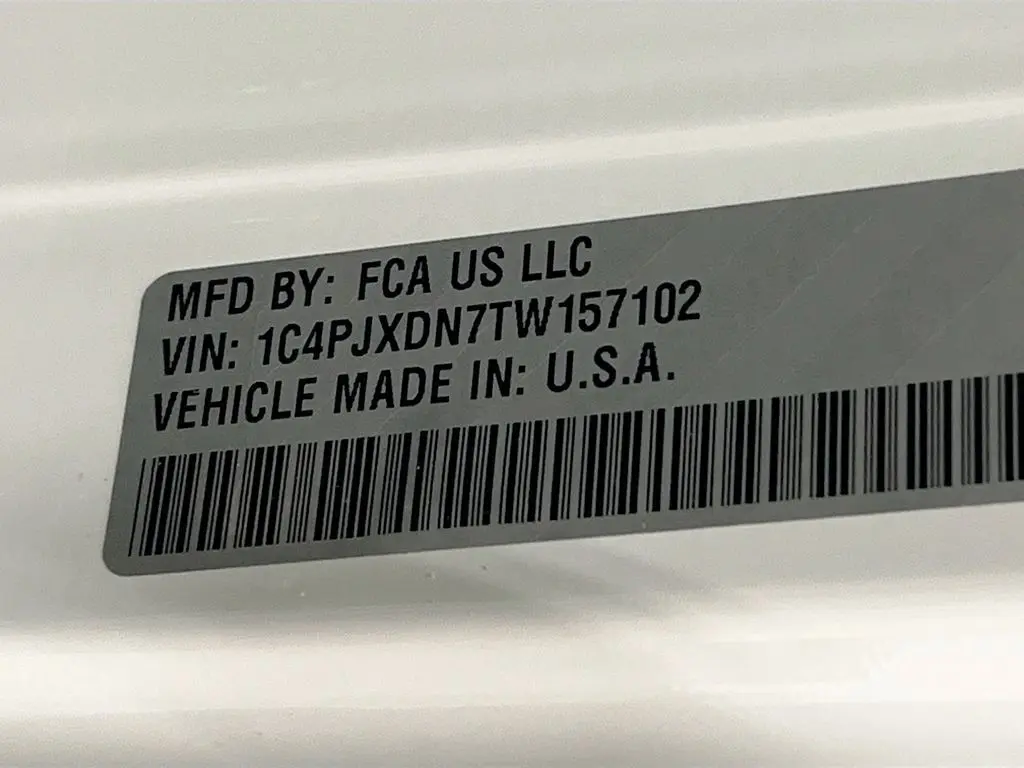 MFD BY: FCA US LLC
VIN: 1C4PJXDN7TW157102
VEHICLE MADE IN: U.S.A.